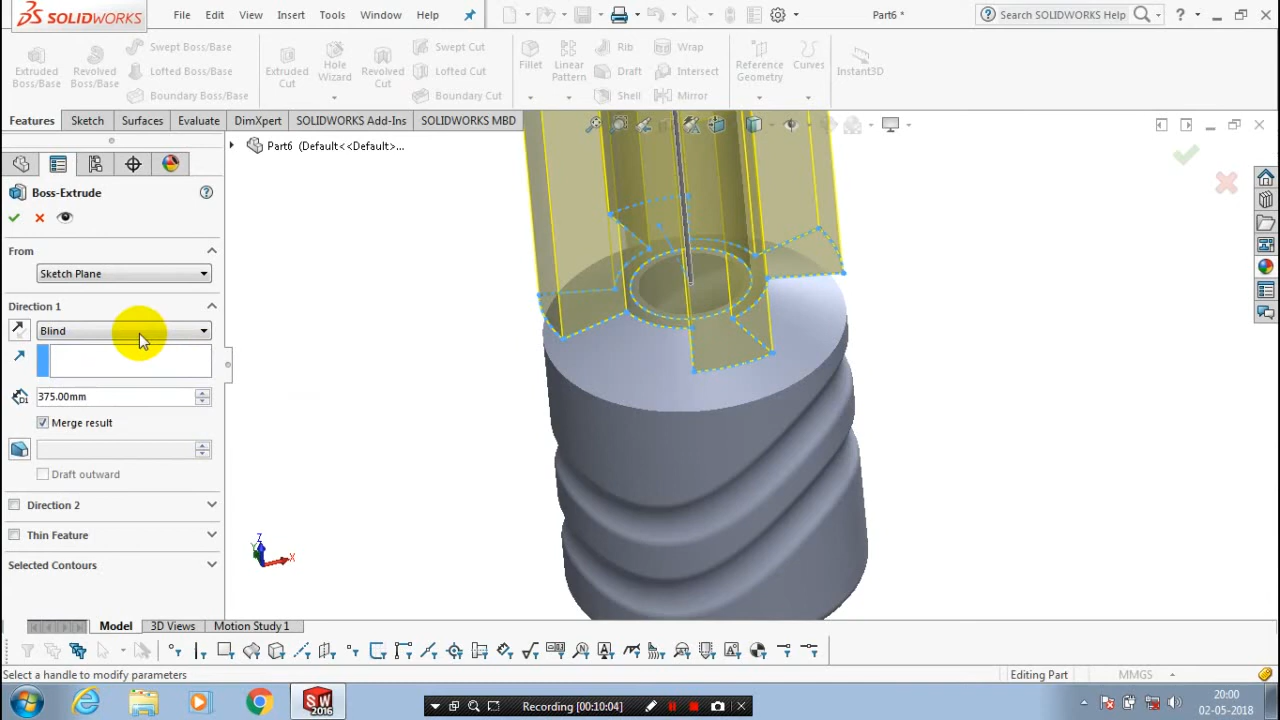 SOLIDWORKS File Edit View Insert Tools Window Help Part6 * Search SOLIDWORKS Help ?
Extruded Boss/Base
Revolved Boss/Base
Swept Boss/Base
Lofted Boss/Base
Boundary Boss/Base
Extruded Cut
Hole Wizard
Revolved Cut
Swept Cut
Lofted Cut
Boundary Cut
Fillet
Linear Pattern
Rib
Draft
Shell
Wrap
Intersect
Mirror
Reference Geometry
Curves
Instant3D
Features Sketch Surfaces Evaluate DimXpert SOLIDWORKS Add-Ins SOLIDWORKS MBD
Part6 (Default<<Default>...
Boss-Extrude
From
Sketch Plane
Direction 1
Blind
375.00mm
Merge result
Draft outward
Direction 2
Thin Feature
Selected Contours
Z
Y
X
Model 3D Views Motion Study 1
Select a handle to modify parameters Editing Part MMGS
SW 2016
Recording [00:10:04]
20:00
02-05-2018